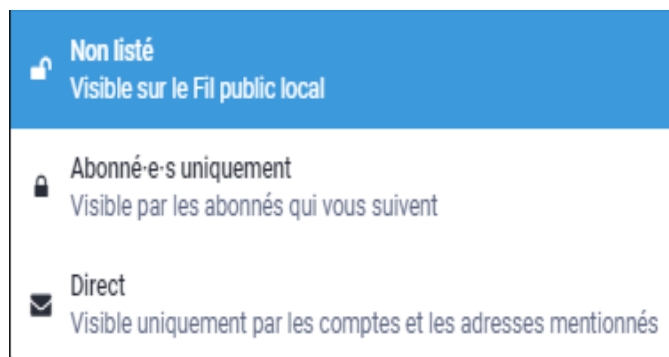 Non listé
Visible sur le Fil public local
Abonné·e·s uniquement
Visible par les abonnés qui vous suivent
Direct
Visible uniquement par les comptes et les adresses mentionnés